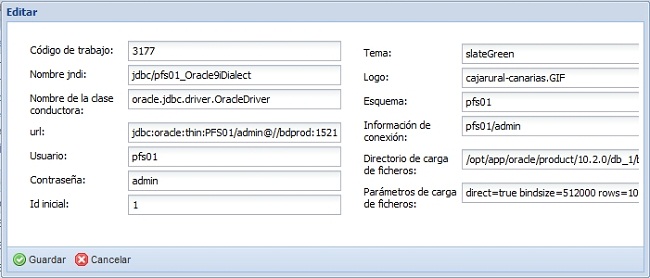 Editar
Código de trabajo: 3177
Nombre jndi: jdbc/pfs01_Oracle9iDialect
Nombre de la clase
conductora: oracle.jdbc.driver.OracleDriver
url: jdbc:oracle:thin:PFS01/admin@//bdprod:1521
Usuario: pfs01
Contraseña: admin
Id inicial: 1
Tema: slateGreen
Logo: cajarural-canarias.GIF
Esquema: pfs01
Información de
conexión: pfs01/admin
Directorio de carga
de ficheros: /opt/app/oracle/product/10.2.0/db_1/
Parámetros de carga
de ficheros: direct=true bindsize=512000 rows=10
Guardar Cancelar